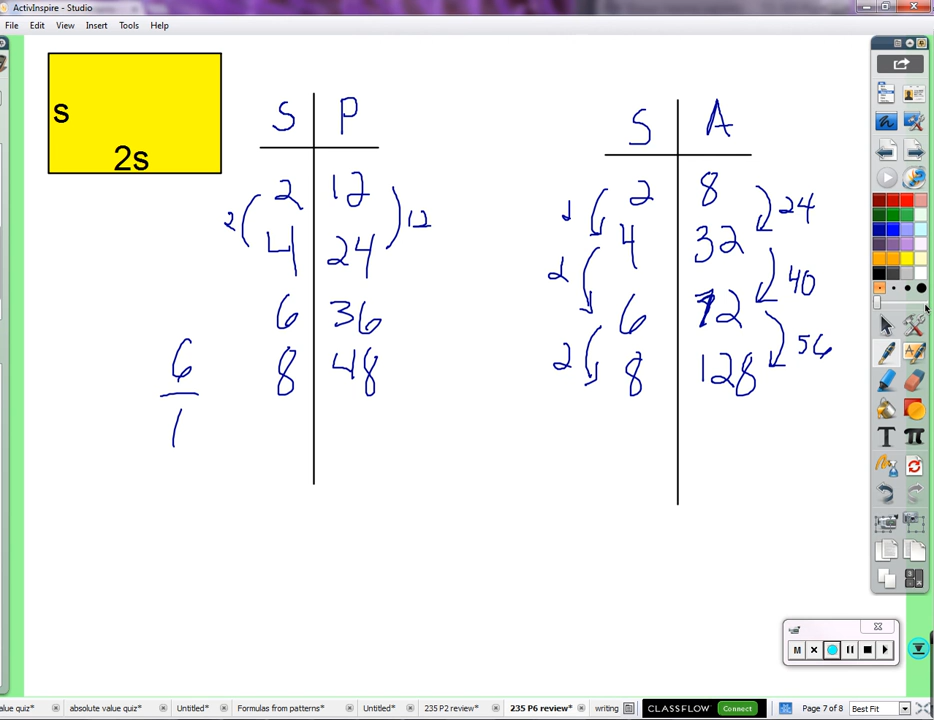 ActivInspire - Studio
File Edit View Insert Tools Help
s
2s
S P
2 12
4 24
6 36
8 48
2 12
6
1
S A
2 8
4 32
6 72
8 128
2 24
2 40
2 56
M
T π
value quiz* absolute value quiz* Untitled* Formulas from patterns* Untitled* 235 P2 review* 235 P6 review* writing CLASSFLOW Connect Page 7 of 8 Best Fit